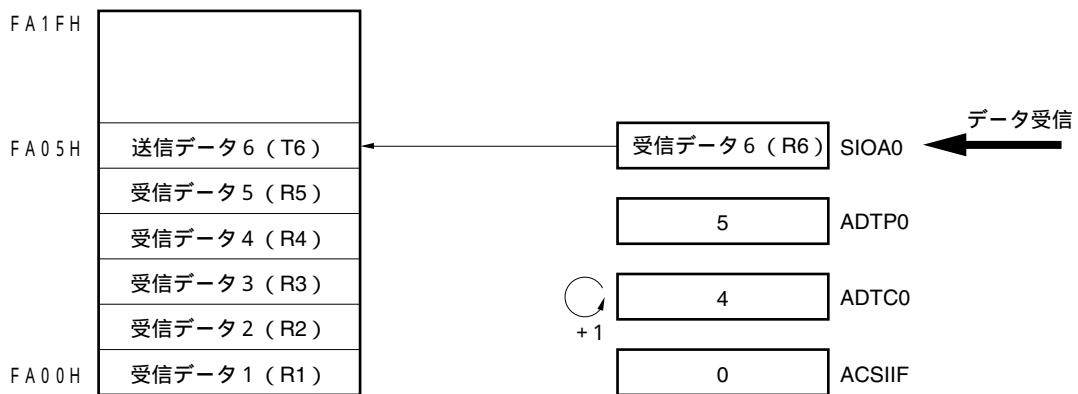 FA1FH
データ受信
FA05H 送信データ6（T6） 受信データ6（R6） SIOA0
受信データ5（R5） 5 ADTP0
受信データ4（R4）
受信データ3（R3） 4 ADTC0
受信データ2（R2） +1
FA00H 受信データ1（R1） 0 ACSIIF